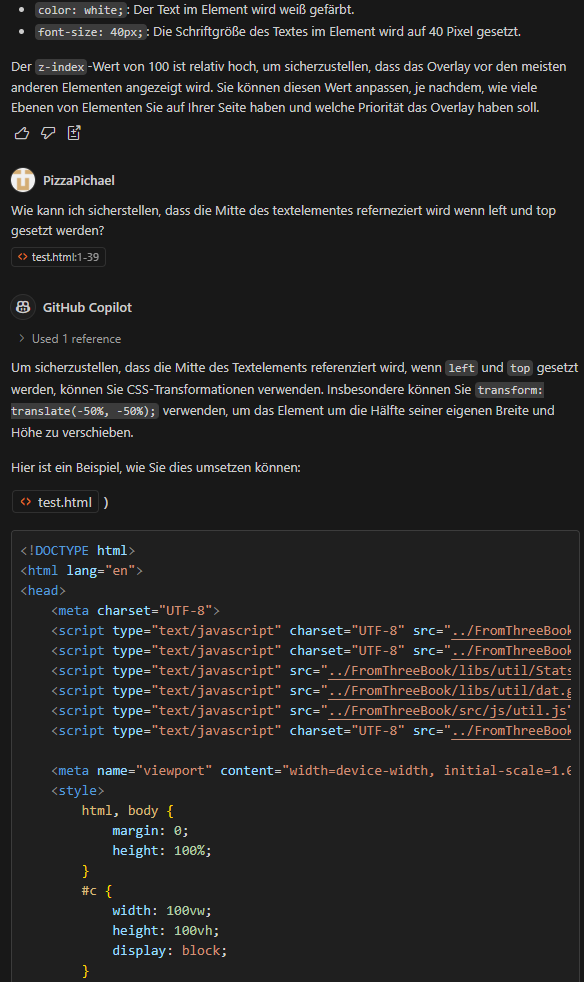 color: white;: Der Text im Element wird weiß gefärbt.
font-size: 40px;: Die Schriftgröße des Textes im Element wird auf 40 Pixel gesetzt.
Der z-index-Wert von 100 ist relativ hoch, um sicherzustellen, dass das Overlay vor den meisten
anderen Elementen angezeigt wird. Sie können diesen Wert anpassen, je nachdem, wie viele
Ebenen von Elementen Sie auf Ihrer Seite haben und welche Priorität das Overlay haben soll.
PizzaPichael
Wie kann ich sicherstellen, dass die Mitte des textelementes referneziert wird wenn left und top
gesetzt werden?
test.html:1-39
GitHub Copilot
Used 1 reference
Um sicherzustellen, dass die Mitte des Textelements referenziert wird, wenn left und top gesetzt
werden, können Sie CSS-Transformationen verwenden. Insbesondere können Sie transform:
translate(-50%, -50%); verwenden, um das Element um die Hälfte seiner eigenen Breite und
Höhe zu verschieben.
Hier ist ein Beispiel, wie Sie dies umsetzen können:
test.html )
<!DOCTYPE html>
<html lang="en">
<head>
<meta charset="UTF-8">
<script type="text/javascript" charset="UTF-8" src="../FromThreeBook
<script type="text/javascript" charset="UTF-8" src="../FromThreeBook
<script type="text/javascript" src="../FromThreeBook/libs/util/Stats
<script type="text/javascript" src="../FromThreeBook/libs/util/dat.g
<script type="text/javascript" src="../FromThreeBook/src/js/util.js"
<script type="text/javascript" charset="UTF-8" src="../FromThreeBook
<meta name="viewport" content="width=device-width, initial-scale=1.0
<style>
html, body {
margin: 0;
height: 100%;
}
#c {
width: 100vw;
height: 100vh;
display: block;
}